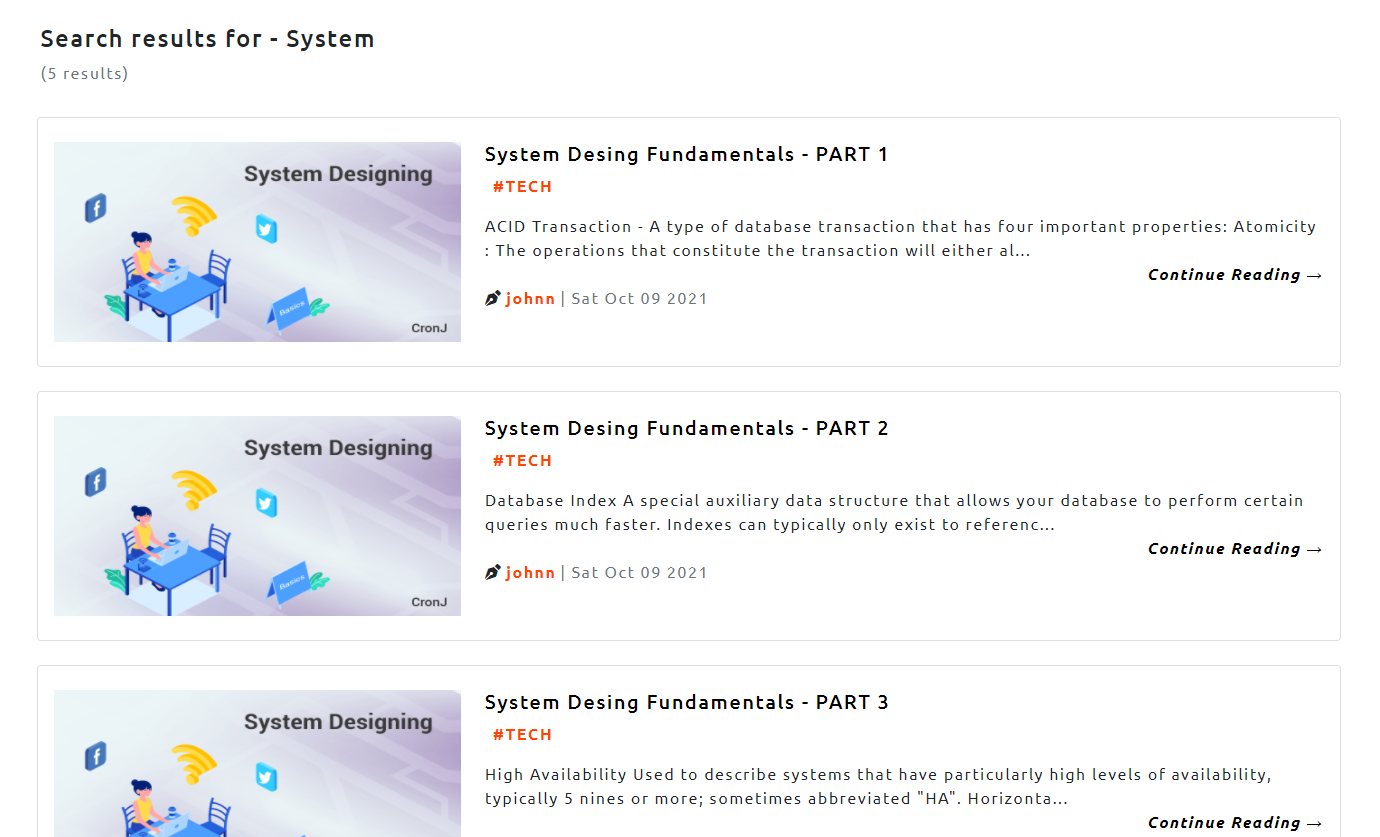 Search results for - System
(5 results)
System Designing
Basics
CronJ
System Desing Fundamentals - PART 1
#TECH
ACID Transaction - A type of database transaction that has four important properties: Atomicity
: The operations that constitute the transaction will either al...
Continue Reading →
johnn | Sat Oct 09 2021
System Designing
Basics
CronJ
System Desing Fundamentals - PART 2
#TECH
Database Index A special auxiliary data structure that allows your database to perform certain
queries much faster. Indexes can typically only exist to referenc...
Continue Reading →
johnn | Sat Oct 09 2021
System Designing
System Desing Fundamentals - PART 3
#TECH
High Availability Used to describe systems that have particularly high levels of availability,
typically 5 nines or more; sometimes abbreviated "HA". Horizonta...
Continue Reading →